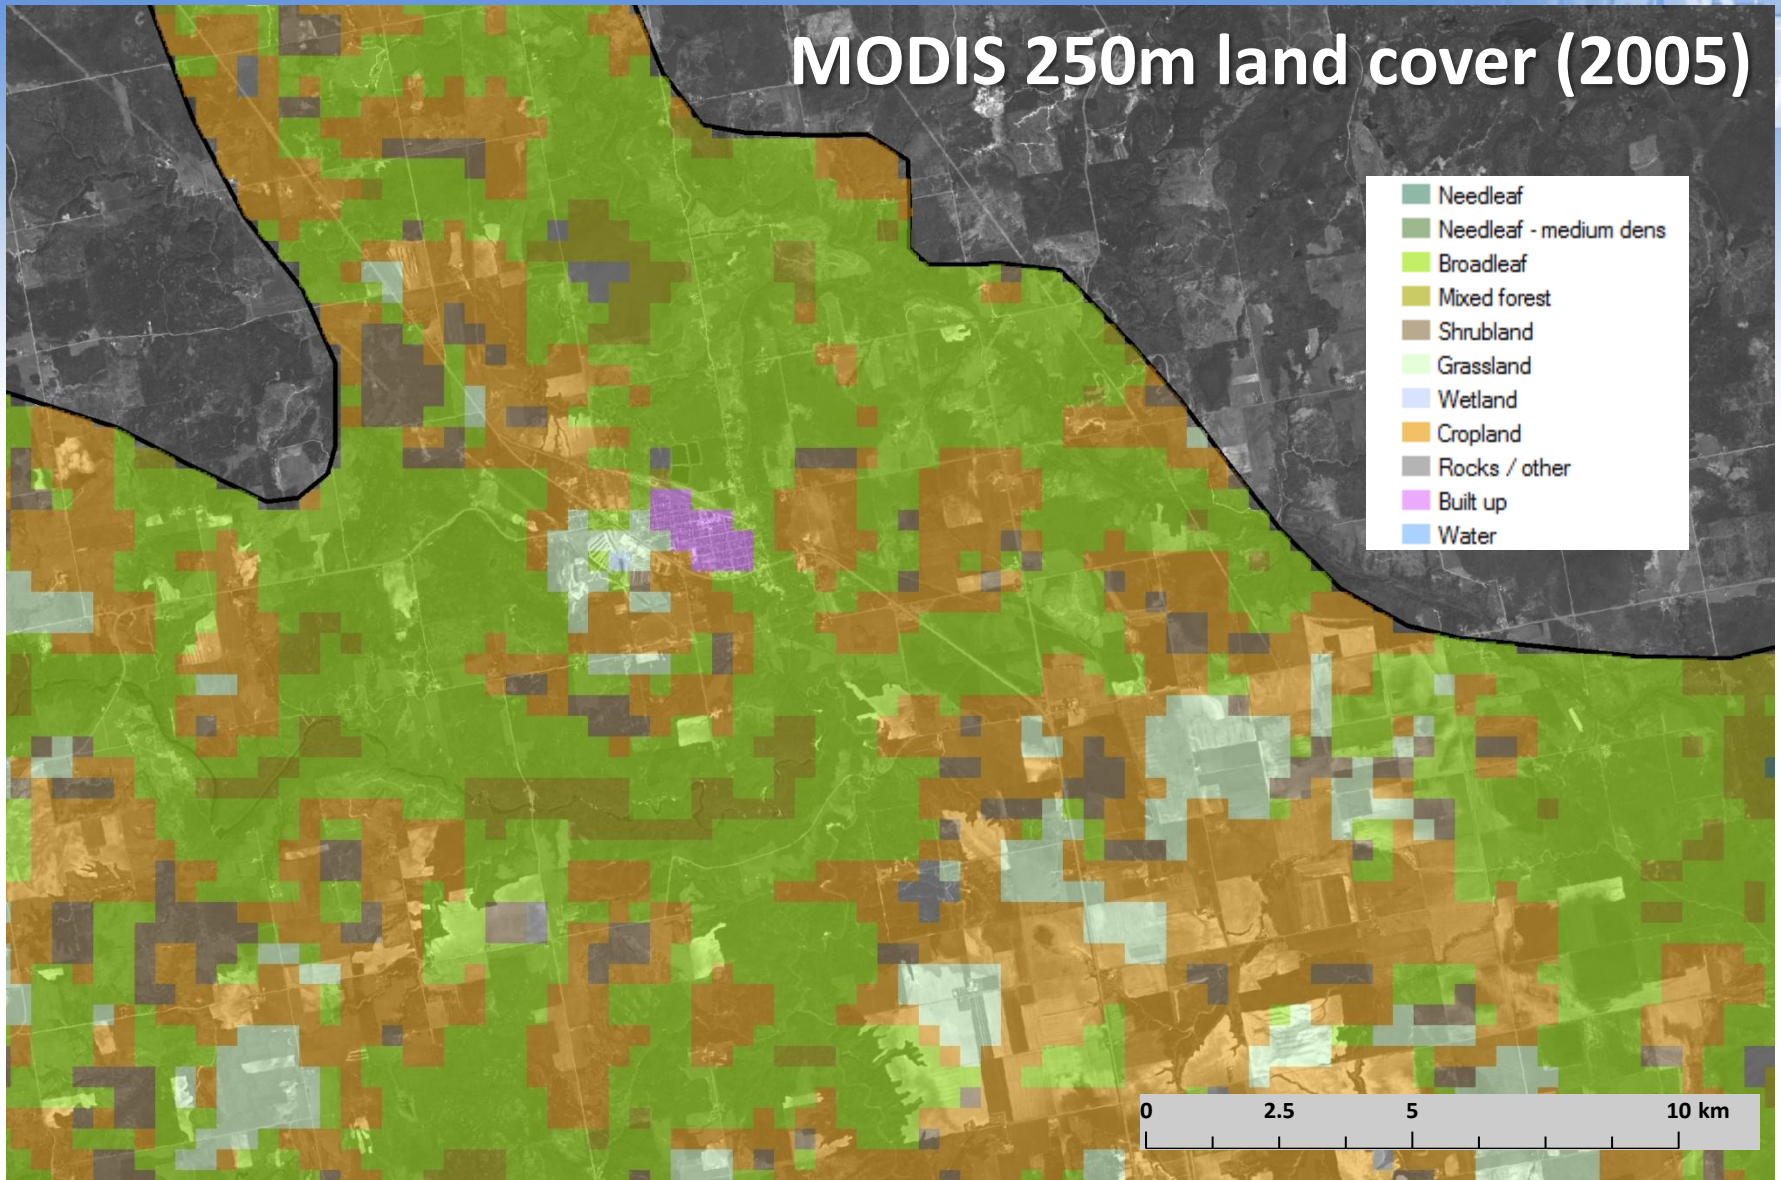 MODIS 250m land cover (2005)
Needleaf
Needleaf - medium dens
Broadleaf
Mixed forest
Shrubland
Grassland
Wetland
Cropland
Rocks / other
Built up
Water
0 2.5 5 10 km